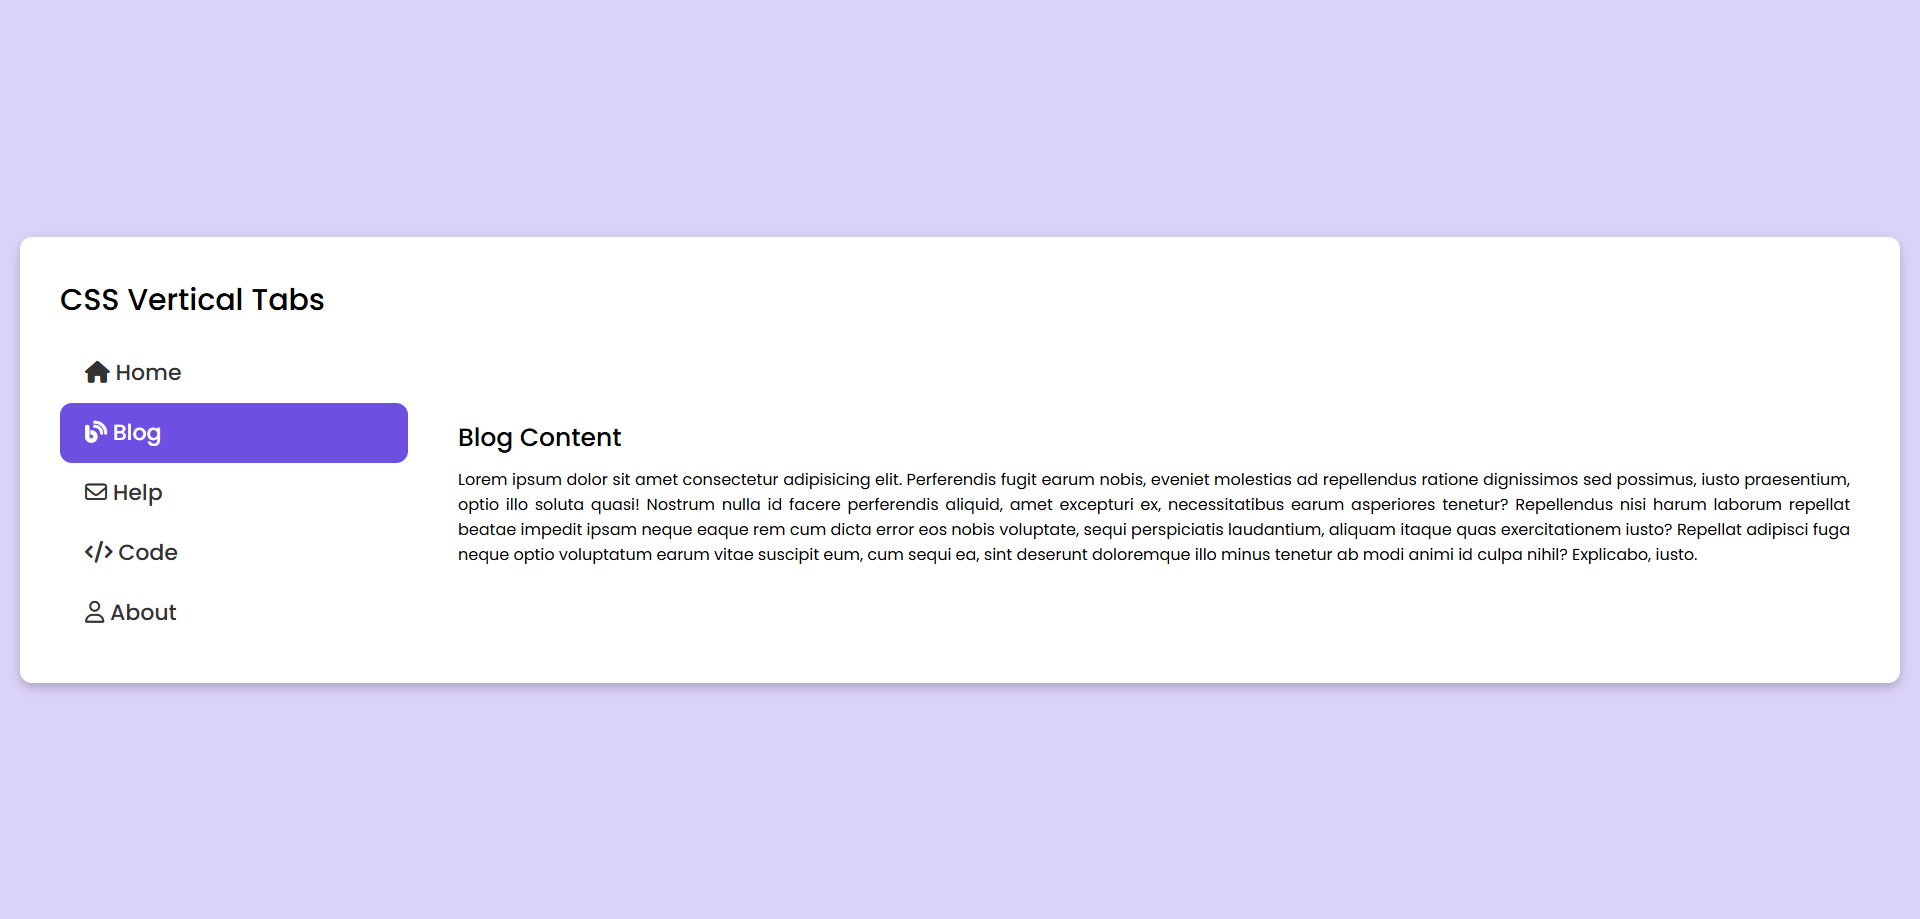 CSS Vertical Tabs
Home
Blog
Help
Code
About
Blog Content
Lorem ipsum dolor sit amet consectetur adipisicing elit. Perferendis fugit earum nobis, eveniet molestias ad repellendus ratione dignissimos sed possimus, iusto praesentium,
optio illo soluta quasi! Nostrum nulla id facere perferendis aliquid, amet excepturi ex, necessitatibus earum asperiores tenetur? Repellendus nisi harum laborum repellat
beatae impedit ipsam neque eaque rem cum dicta error eos nobis voluptate, sequi perspiciatis laudantium, aliquam itaque quas exercitationem iusto? Repellat adipisci fuga
neque optio voluptatum earum vitae suscipit eum, cum sequi ea, sint deserunt doloremque illo minus tenetur ab modi animi id culpa nihil? Explicabo, iusto.